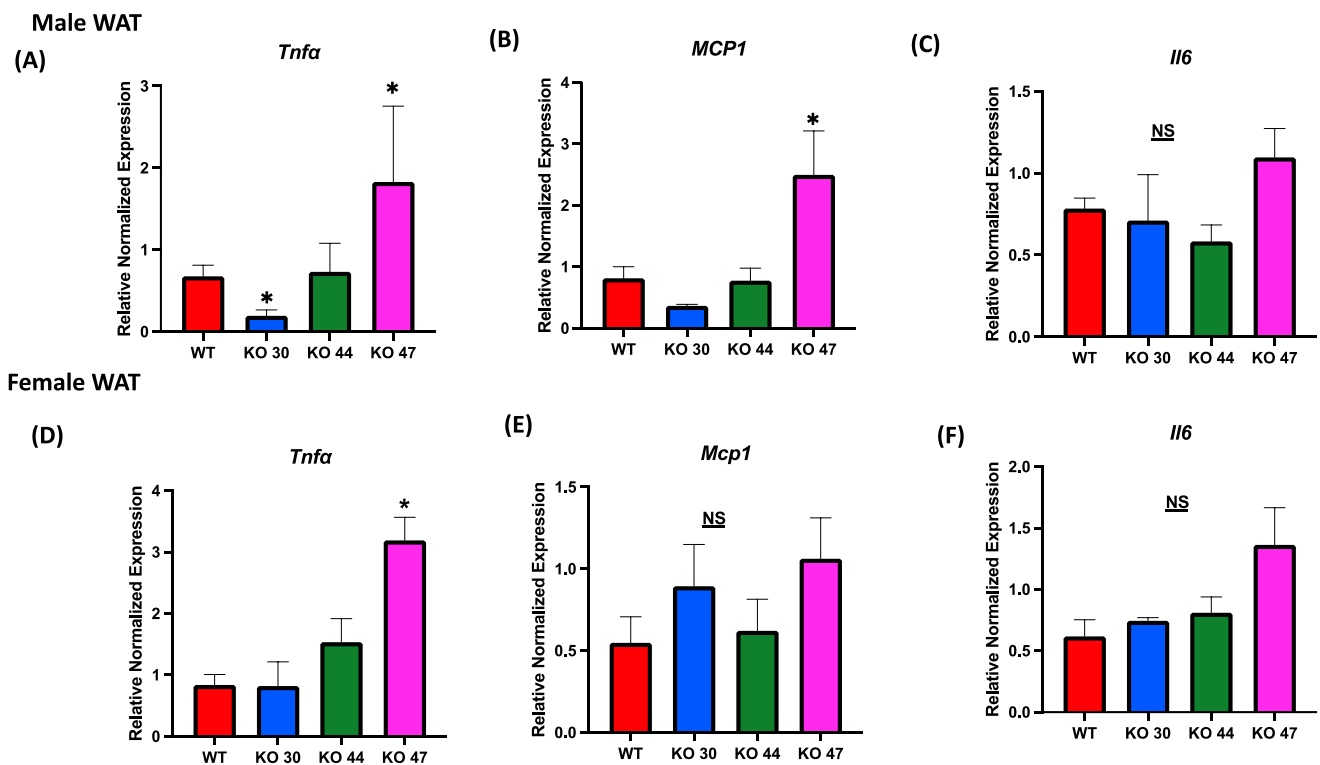 Male WAT
(A)
Tnfα
Relative Normalized Expression
3
2
1
0
*
*
WT KO 30 KO 44 KO 47
(B)
MCP1
Relative Normalized Expression
4
3
2
1
0
*
WT KO 30 KO 44 KO 47
(C)
Il6
Relative Normalized Expression
1.5
1.0
0.5
0.0
NS
WT KO 30 KO 44 KO 47
Female WAT
(D)
Tnfα
Relative Normalized Expression
4
3
2
1
0
*
WT KO 30 KO 44 KO 47
(E)
Mcp1
Relative Normalized Expression
1.5
1.0
0.5
0.0
NS
WT KO 30 KO 44 KO 47
(F)
Il6
Relative Normalized Expression
2.0
1.5
1.0
0.5
0.0
NS
WT KO 30 KO 44 KO 47